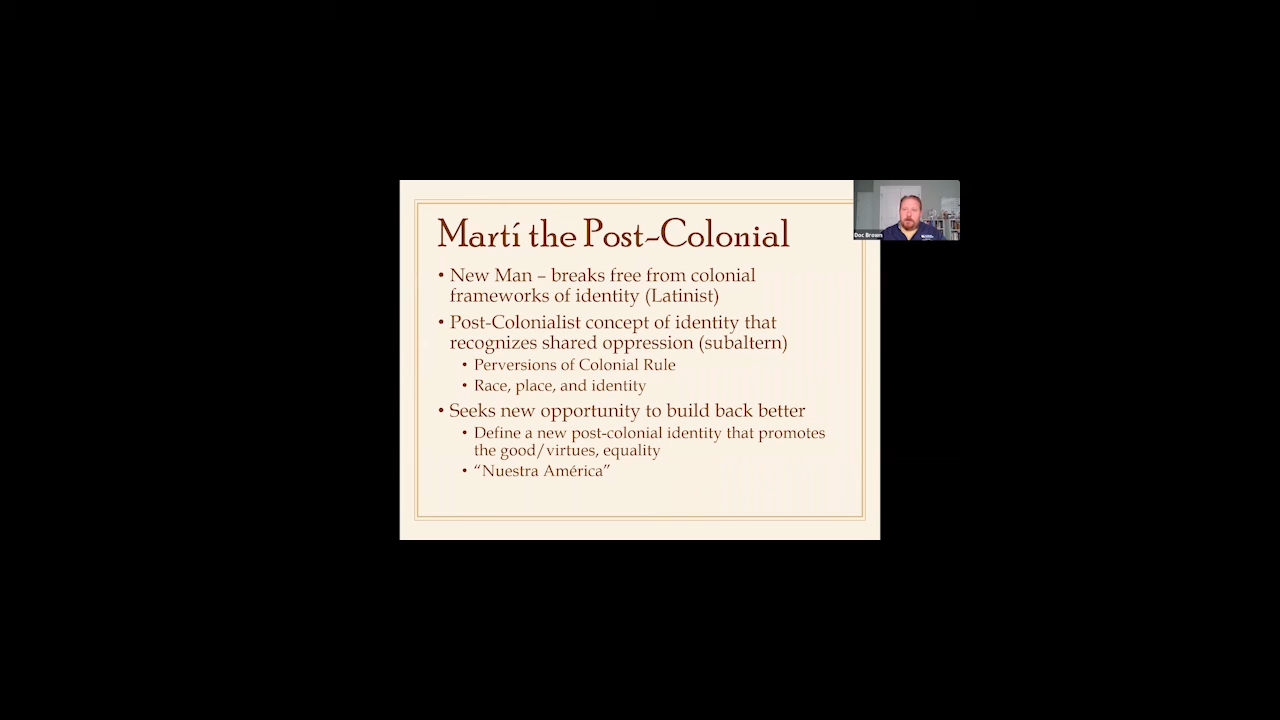 Martí the Post-Colonial
• New Man – breaks free from colonial
frameworks of identity (Latinist)
• Post-Colonialist concept of identity that
recognizes shared oppression (subaltern)
• Perversions of Colonial Rule
• Race, place, and identity
• Seeks new opportunity to build back better
• Define a new post-colonial identity that promotes
the good/virtues, equality
• “Nuestra América”
Doc Brown